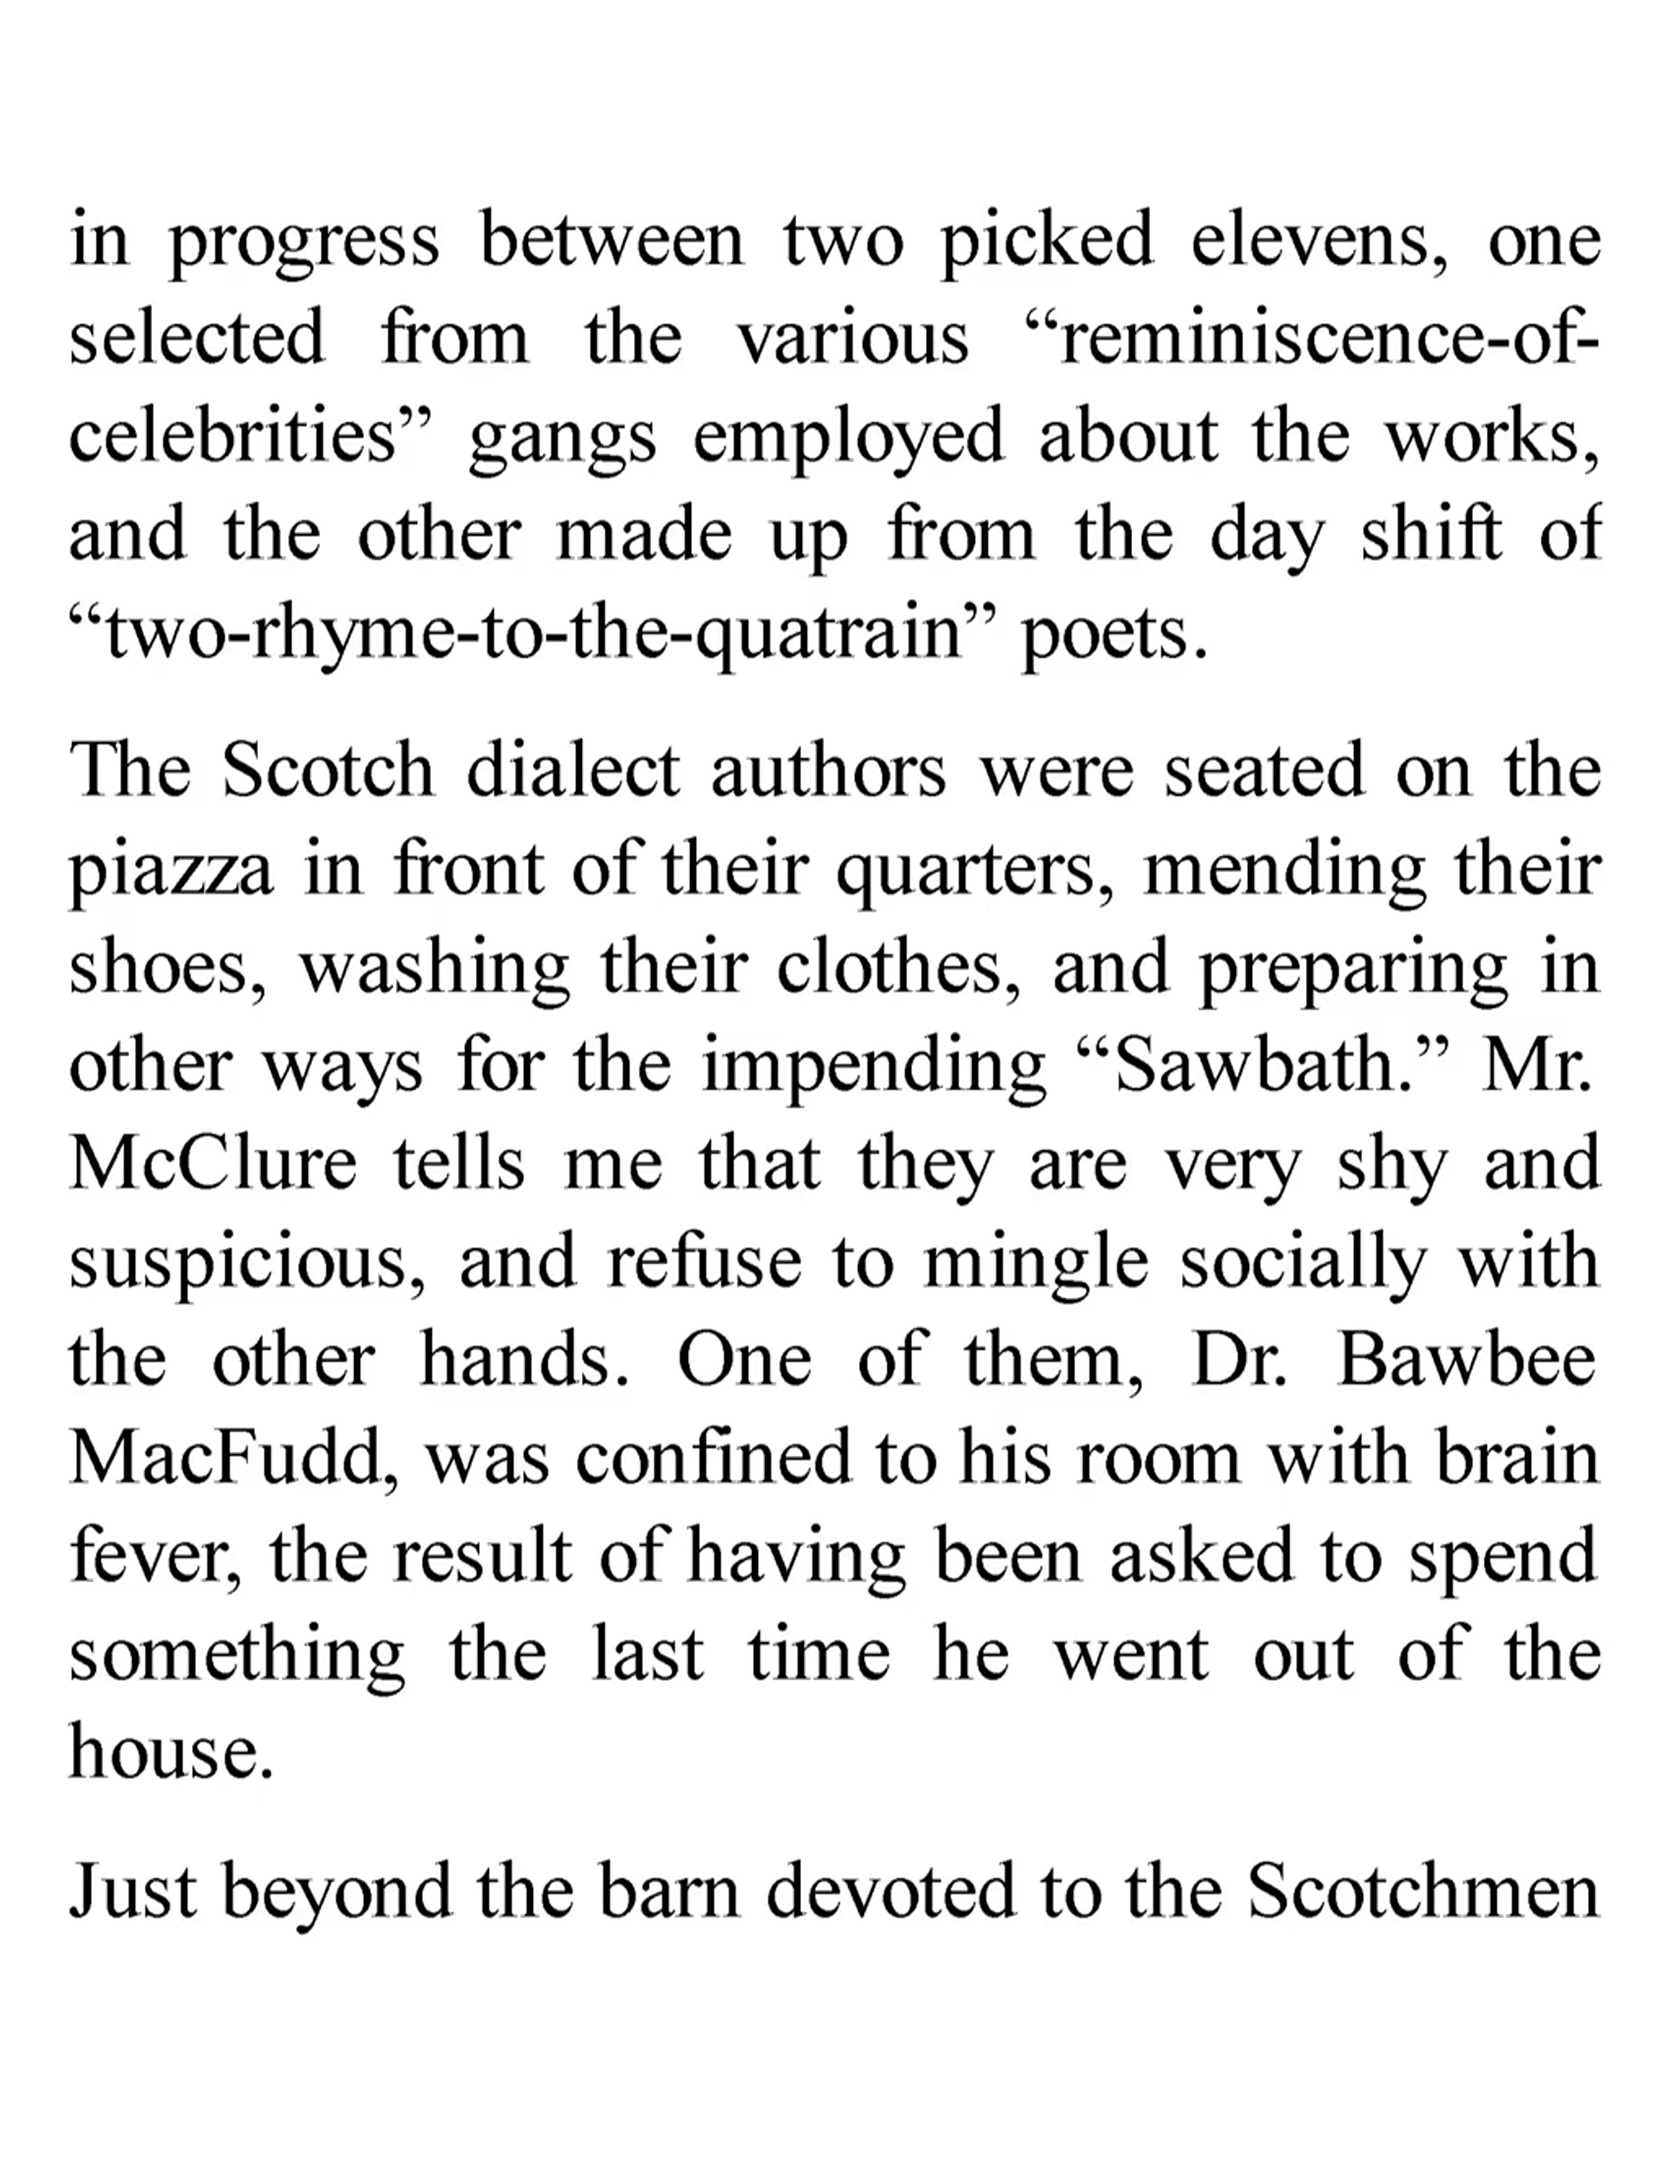 in progress between two picked elevens, one
selected from the various “reminiscence-of-
celebrities” gangs employed about the works,
and the other made up from the day shift of
“two-rhyme-to-the-quatrain” poets.
The Scotch dialect authors were seated on the
piazza in front of their quarters, mending their
shoes, washing their clothes, and preparing in
other ways for the impending “Sawbath.” Mr.
McClure tells me that they are very shy and
suspicious, and refuse to mingle socially with
the other hands. One of them, Dr. Bawbee
MacFudd, was confined to his room with brain
fever, the result of having been asked to spend
something the last time he went out of the
house.
Just beyond the barn devoted to the Scotchmen